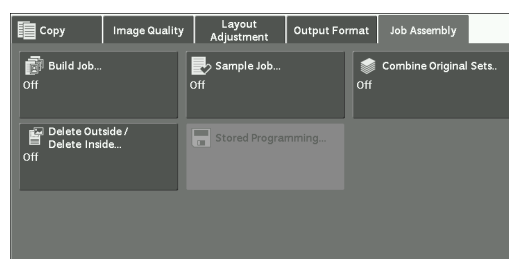 Copy
Image Quality
Layout
Adjustment
Output Format
Job Assembly
Build Job...
Off
Sample Job...
Off
Combine Original Sets..
Off
Delete Outside /
Delete Inside...
Off
Stored Programming...